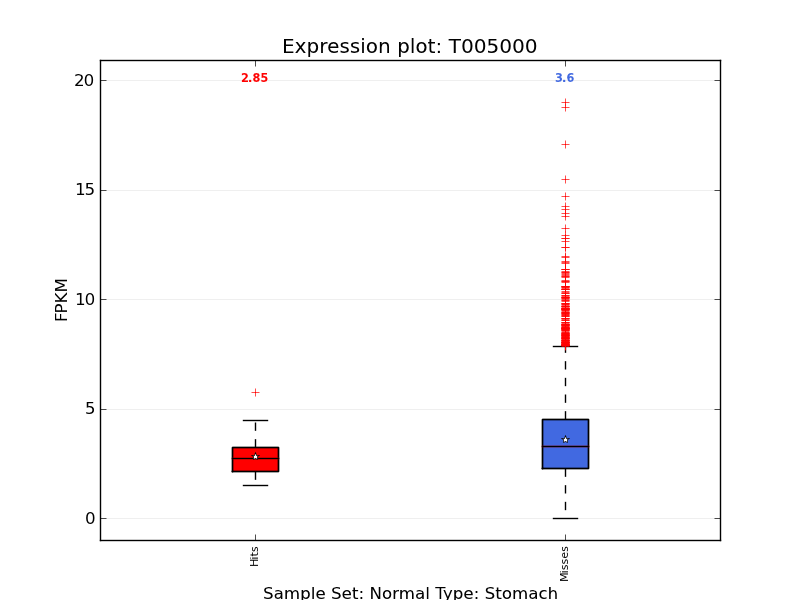 Expression plot: T005000
2.85
3.6
20
15
10
5
0
FPKM
Hits
Misses
Sample Set: Normal Type: Stomach